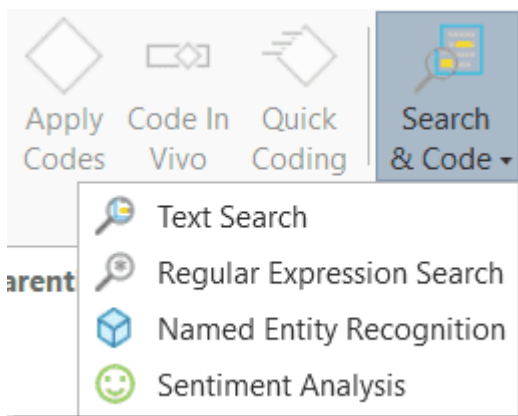 Apply Codes
Code In Vivo
Quick Coding
Search & Code
Text Search
arent
Regular Expression Search
Named Entity Recognition
Sentiment Analysis